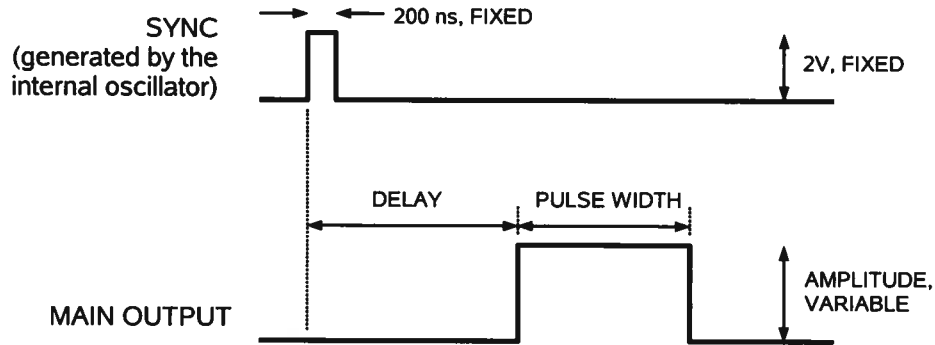 200 ns, FIXED
SYNC
(generated by the
internal oscillator)
2V, FIXED
DELAY
PULSE WIDTH
AMPLITUDE,
VARIABLE
MAIN OUTPUT